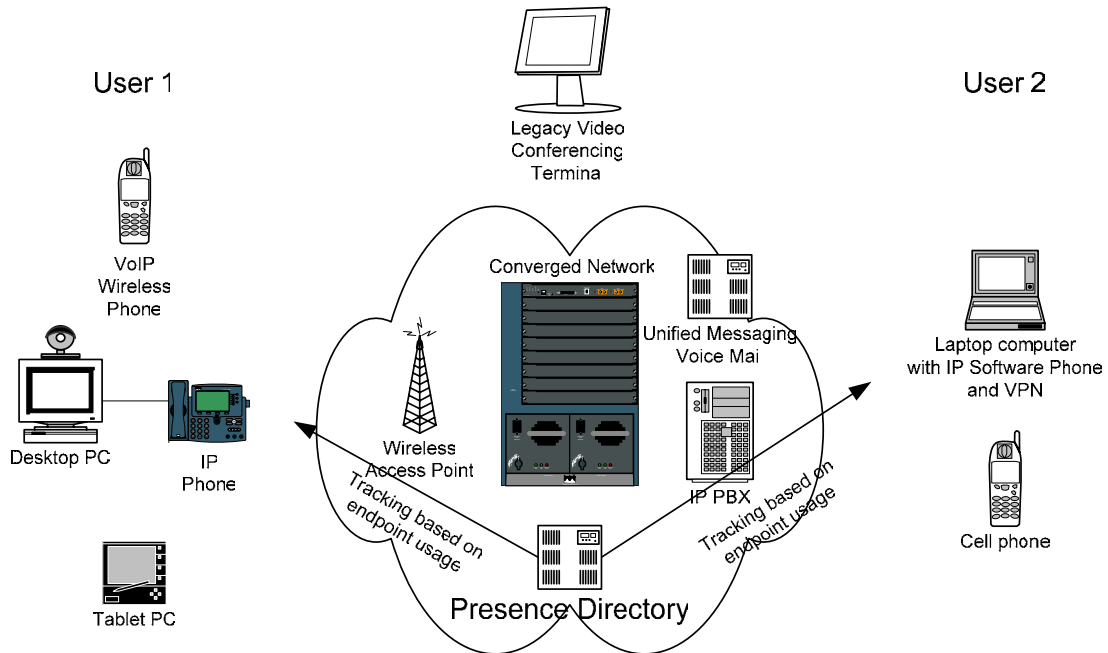 User 1
User 2
Legacy Video
Conferencing
Termina
VoIP
Wireless
Phone
Converged Network
Unified Messaging
Voice Mai
Laptop computer
with IP Software Phone
and VPN
Desktop PC
IP
Phone
Wireless
Access Point
IP PBX
Tracking based on
endpoint usage
Tracking based on
endpoint usage
Cell phone
Tablet PC
Presence Directory